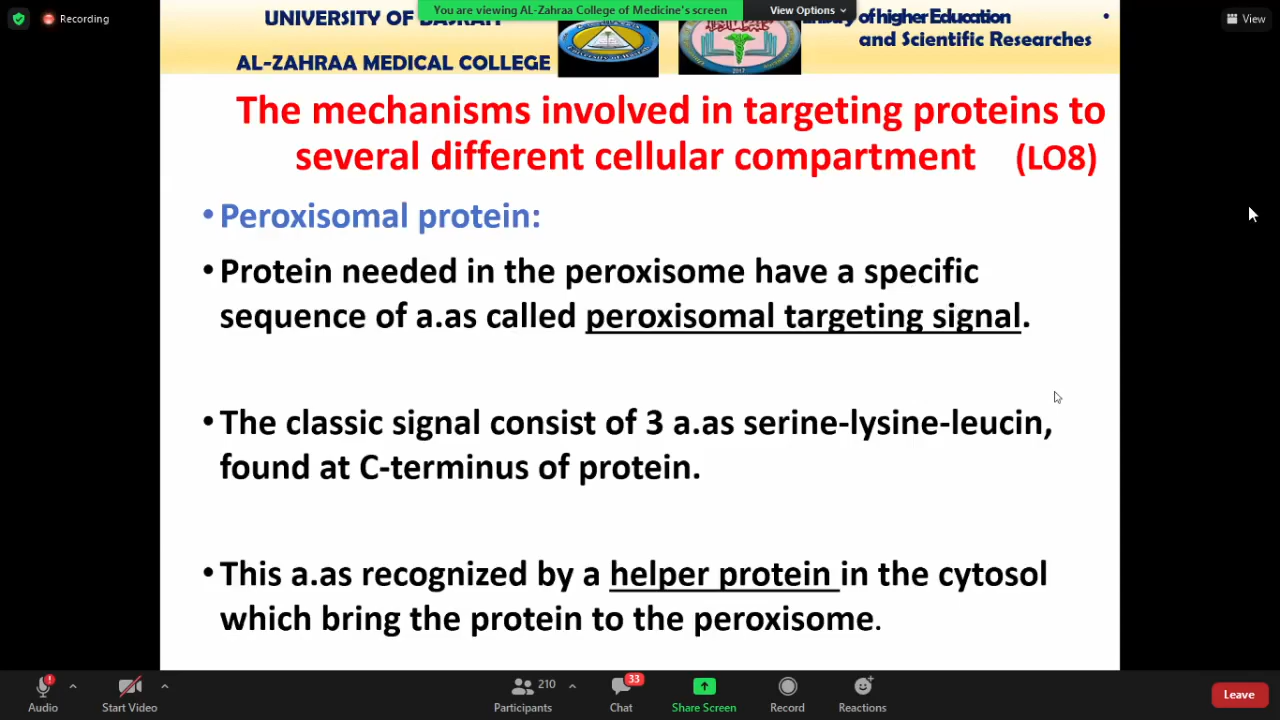 You are viewing AL-Zahraa College of Medicine's screen
View Options
View
Recording
UNIVERSITY OF BASRAH
of higher Education
and Scientific Researches
AL-ZAHRAA MEDICAL COLLEGE
2017
The mechanisms involved in targeting proteins to
several different cellular compartment (LO8)
• Peroxisomal protein:
• Protein needed in the peroxisome have a specific
sequence of a.as called peroxisomal targeting signal.
• The classic signal consist of 3 a.as serine-lysine-leucin,
found at C-terminus of protein.
• This a.as recognized by a helper protein in the cytosol
which bring the protein to the peroxisome.
Audio
Start Video
210
Participants
33
Chat
Share Screen
Record
Reactions
Leave